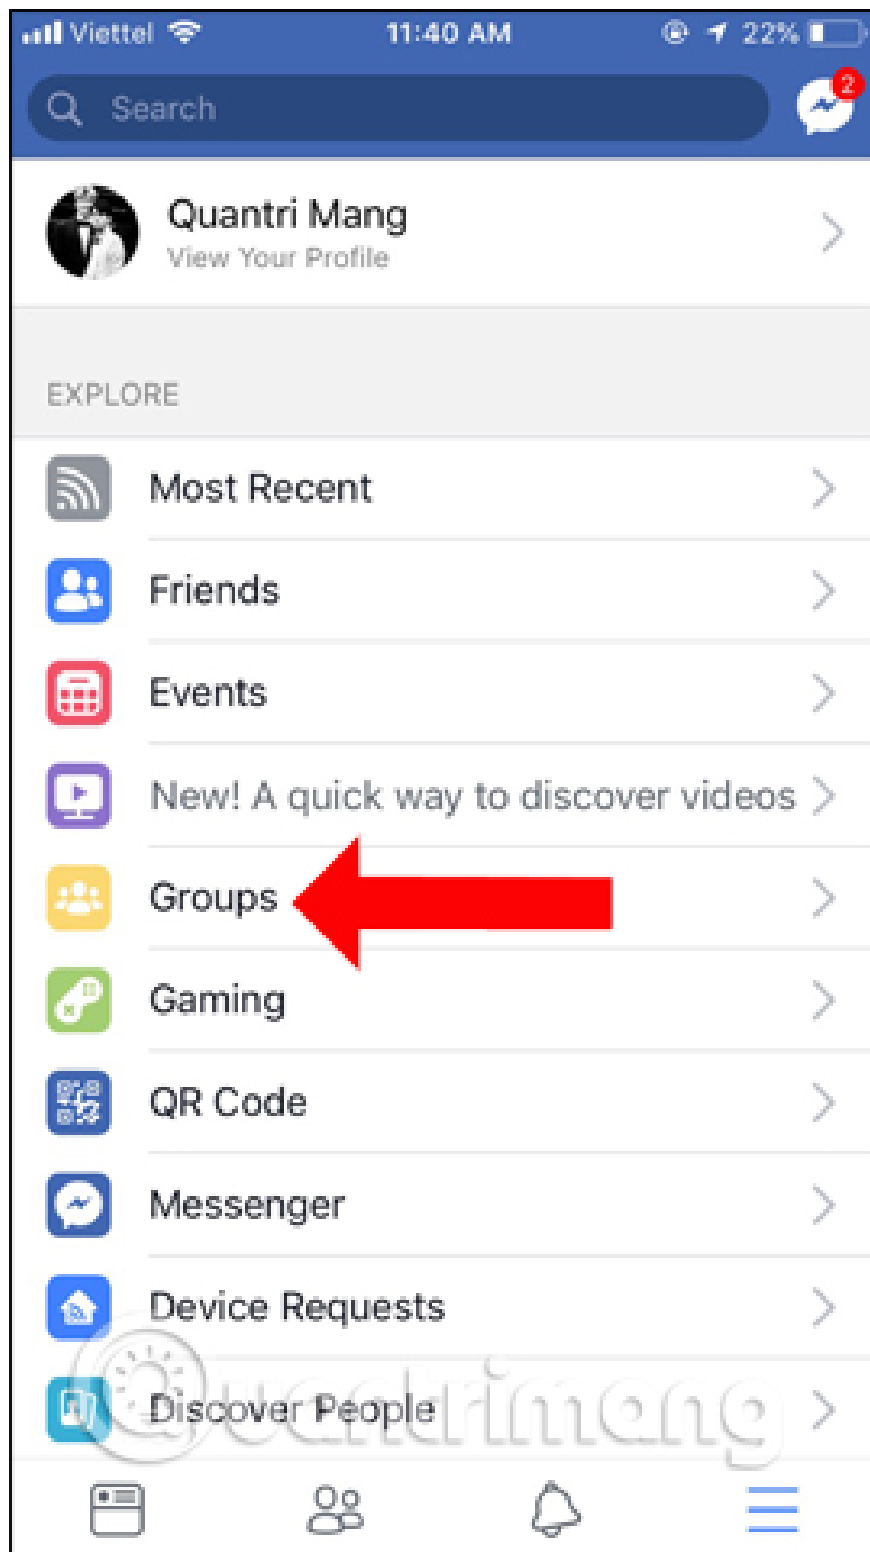 Viettel 11:40 AM 22%
Search
2
Quantri Mang
View Your Profile
EXPLORE
Most Recent
Friends
Events
New! A quick way to discover videos
Groups
Gaming
QR Code
Messenger
Device Requests
Discover People
Quantrimang